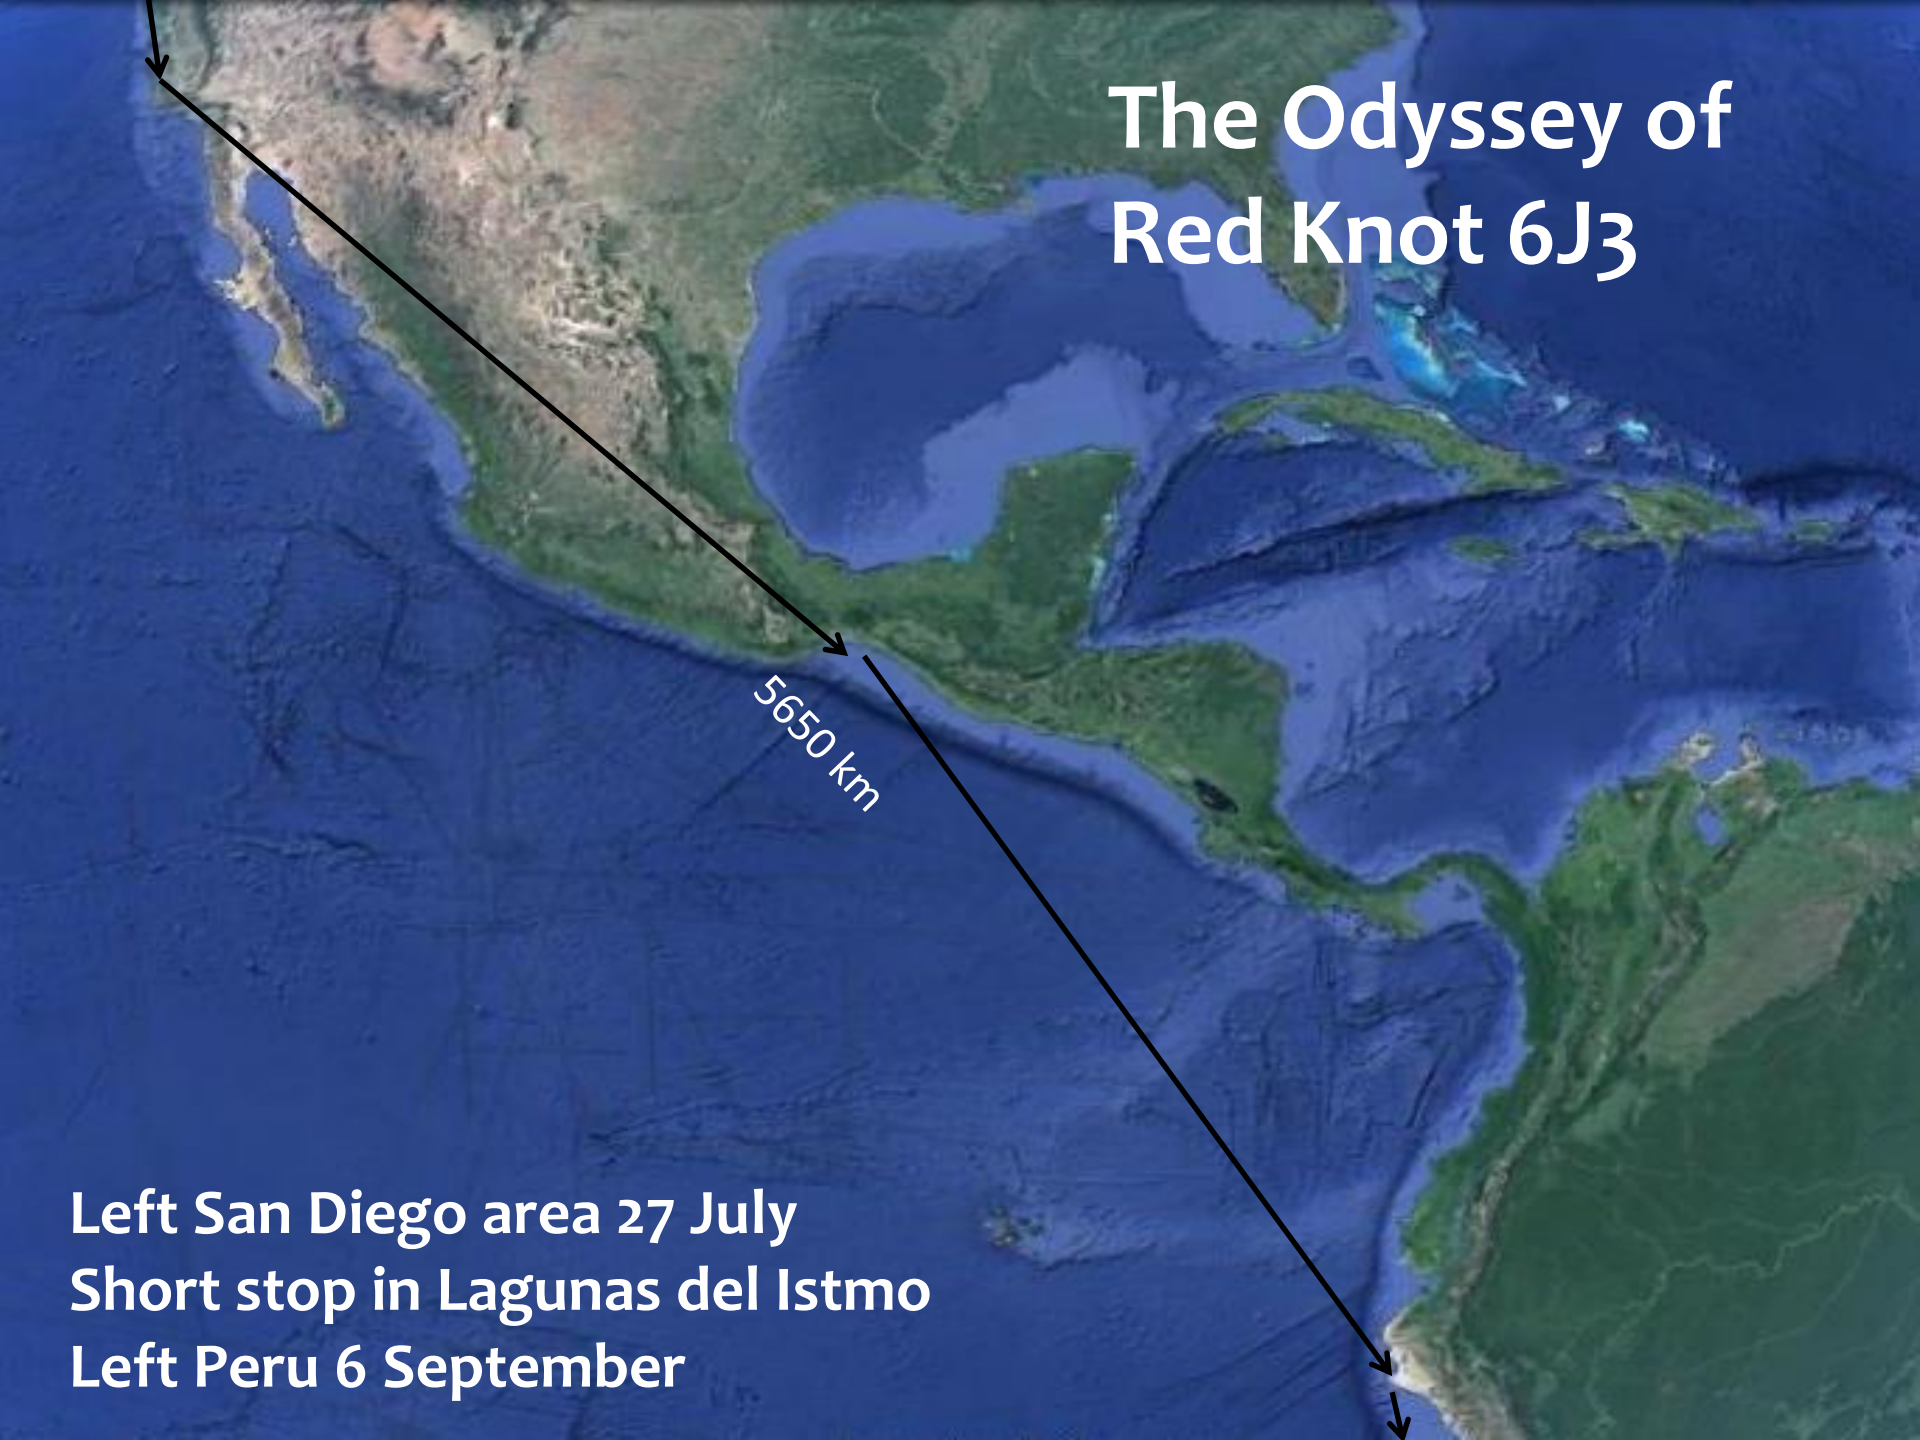 The Odyssey of
Red Knot 6J3
5650 km
Left San Diego area 27 July
Short stop in Lagunas del Istmo
Left Peru 6 September